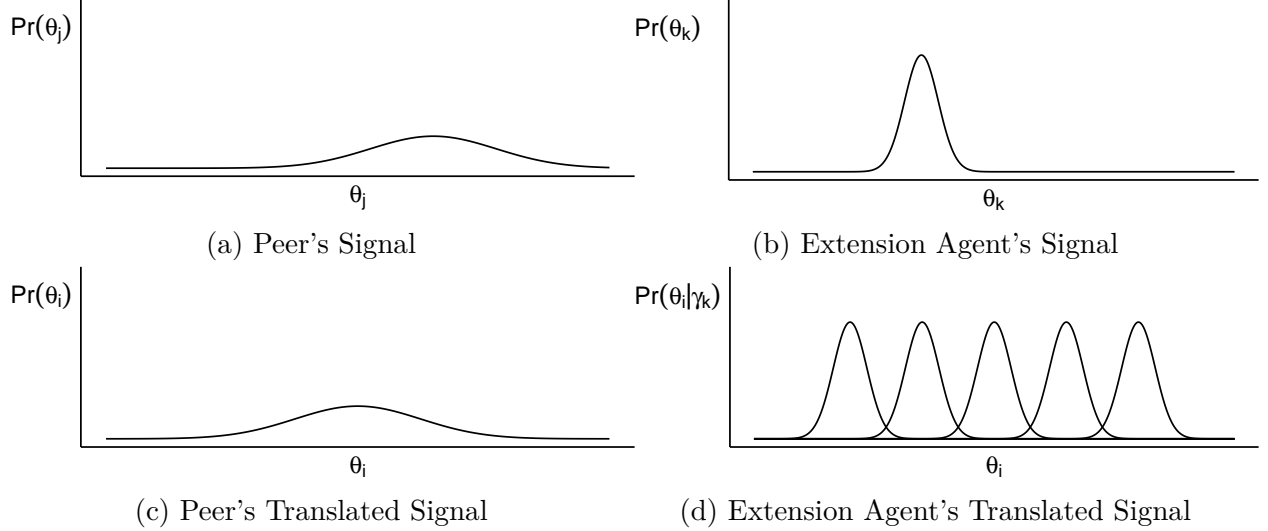 Pr(θj)
Pr(θk)
θj
θk
(a) Peer's Signal
(b) Extension Agent's Signal
Pr(θi)
Pr(θi|γk)
θi
θi
(c) Peer's Translated Signal
(d) Extension Agent's Translated Signal